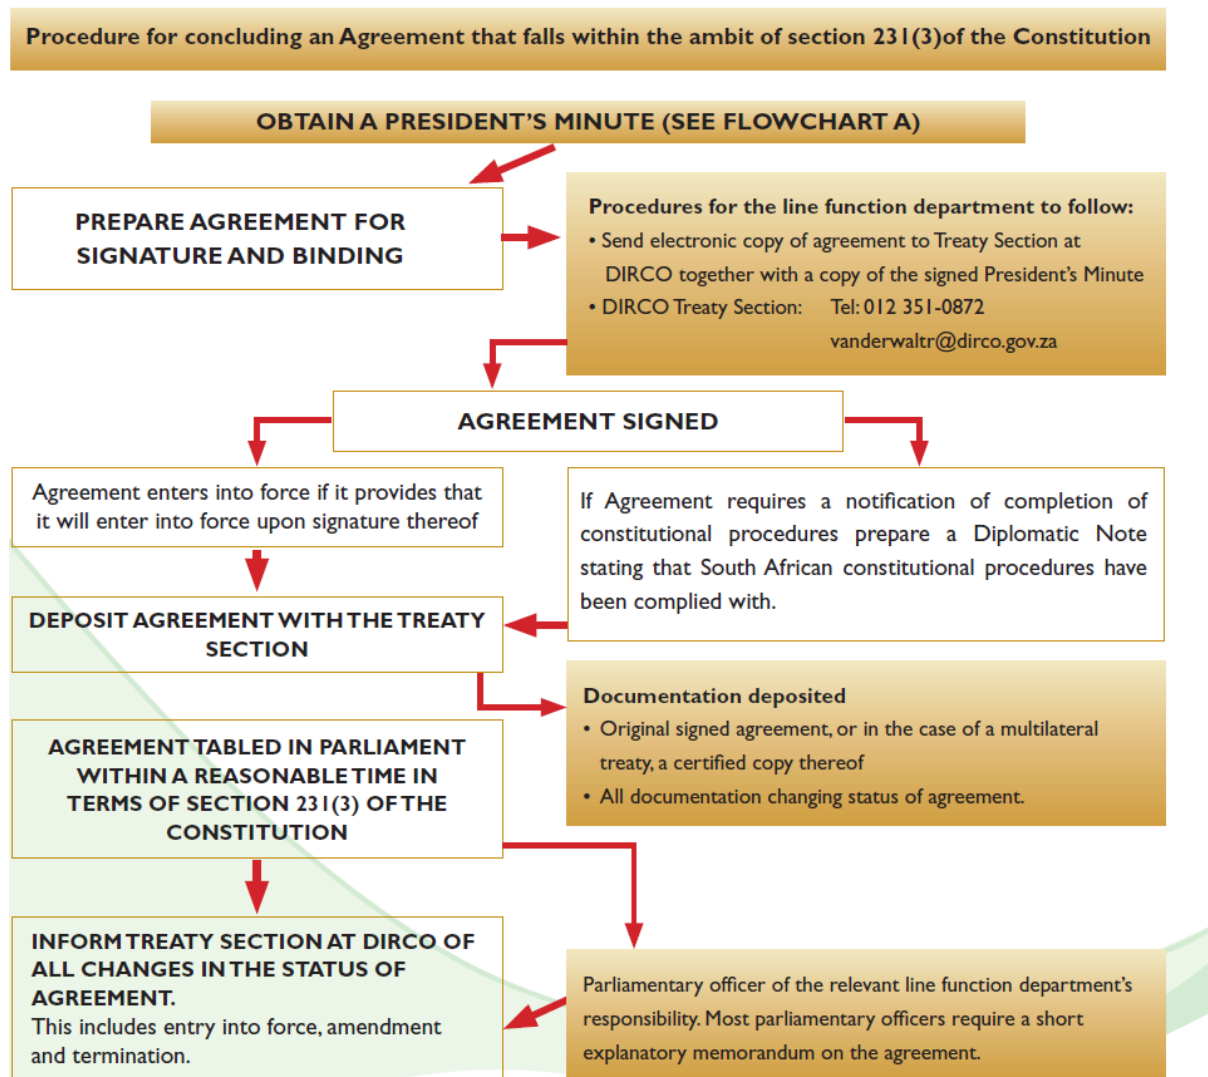 Procedure for concluding an Agreement that falls within the ambit of section 231(3)of the Constitution
OBTAIN A PRESIDENT'S MINUTE (SEE FLOWCHART A)
PREPARE AGREEMENT FOR
SIGNATURE AND BINDING
Procedures for the line function department to follow:
• Send electronic copy of agreement to Treaty Section at
DIRCO together with a copy of the signed President's Minute
• DIRCO Treaty Section: Tel: 012 351-0872
vanderwaltr@dirco.gov.za
AGREEMENT SIGNED
Agreement enters into force if it provides that
it will enter into force upon signature thereof
If Agreement requires a notification of completion of
constitutional procedures prepare a Diplomatic Note
stating that South African constitutional procedures have
been complied with.
DEPOSIT AGREEMENT WITH THE TREATY
SECTION
Documentation deposited
• Original signed agreement, or in the case of a multilateral
treaty, a certified copy thereof
• All documentation changing status of agreement.
AGREEMENT TABLED IN PARLIAMENT
WITHIN A REASONABLE TIME IN
TERMS OF SECTION 231(3) OF THE
CONSTITUTION
INFORM TREATY SECTION AT DIRCO OF
ALL CHANGES IN THE STATUS OF
AGREEMENT.
This includes entry into force, amendment
and termination.
Parliamentary officer of the relevant line function department's
responsibility. Most parliamentary officers require a short
explanatory memorandum on the agreement.